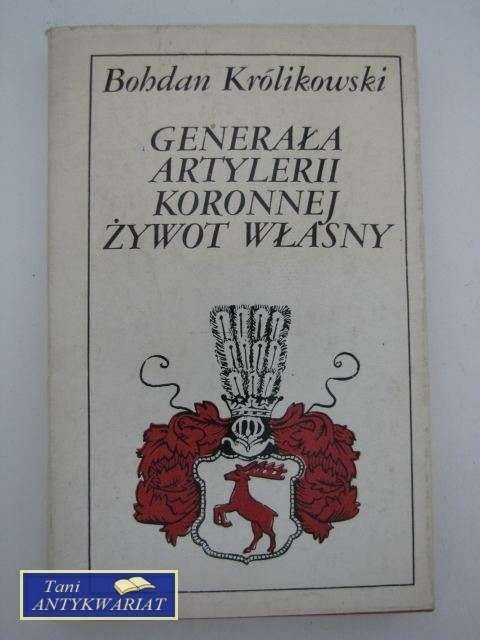 Bohdan Królikowski
GENERAŁA
ARTYLERII
KORONNEJ
ŻYWOT WŁASNY
Tani
ANTYKWARIAT